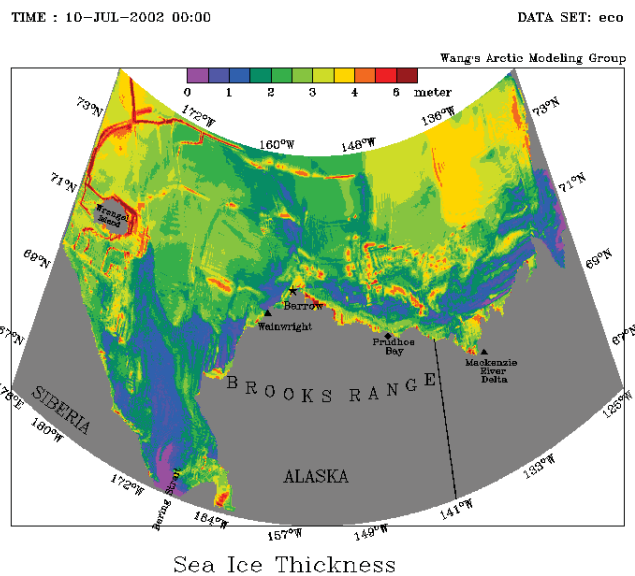 TIME : 10-JUL-2002 00:00
DATA SET: eco
Wang's Arctic Modeling Group
0 1 2 3 4 5 meter
73°N
172°W
160°W
148°W
136°W
73°N
71°N
71°N
Wrangel
Island
69°N
69°N
Barrow
Wainwright
67°N
Prudhoe
Bay
67°N
Mackenzie
River
Delta
BROOKS RANGE
176°E
SIBERIA
180°W
125°W
ALASKA
133°W
172°W
Bering Strait
164°W
157°W
149°W
141°W
Sea Ice Thickness